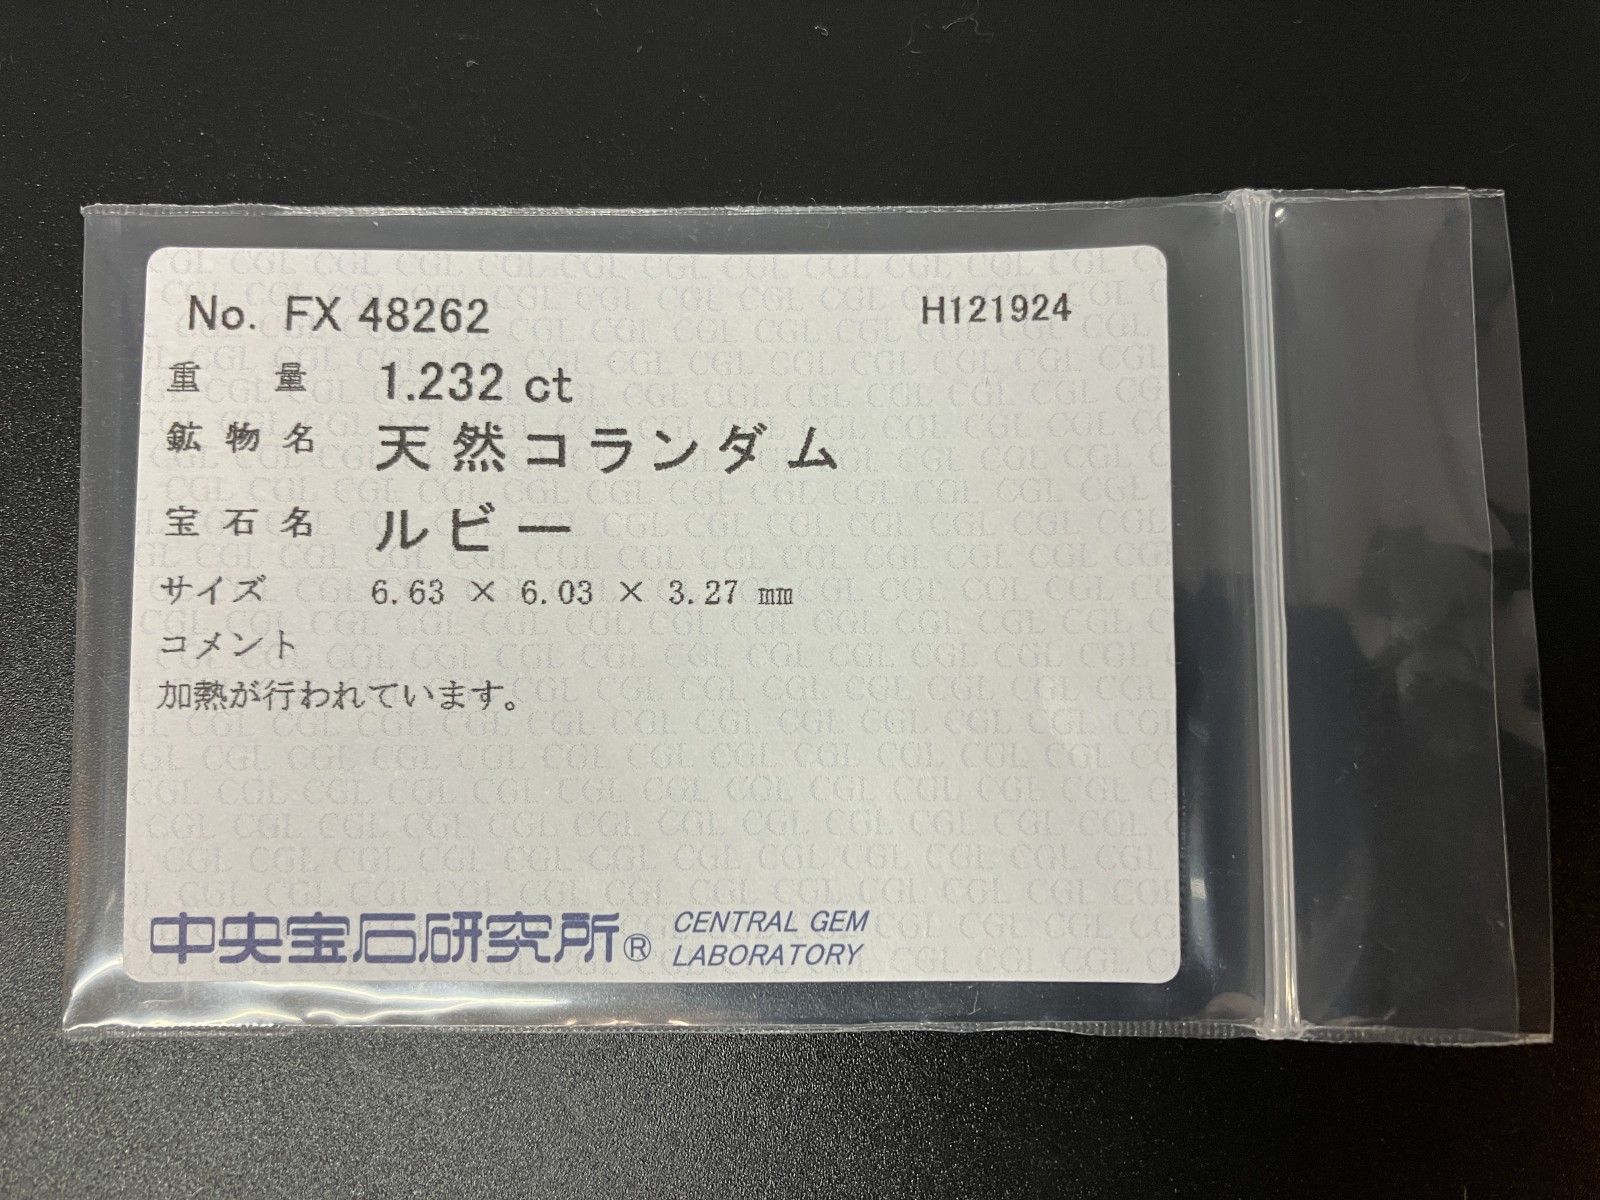 No. FX 48262 H121924
重量 1.232 ct
鉱物名 天然コランダム
宝石名 ルビー
サイズ 6.63 × 6.03 × 3.27 mm
コメント
加熱が行われています。
中央宝石研究所® CENTRAL GEM
LABORATORY